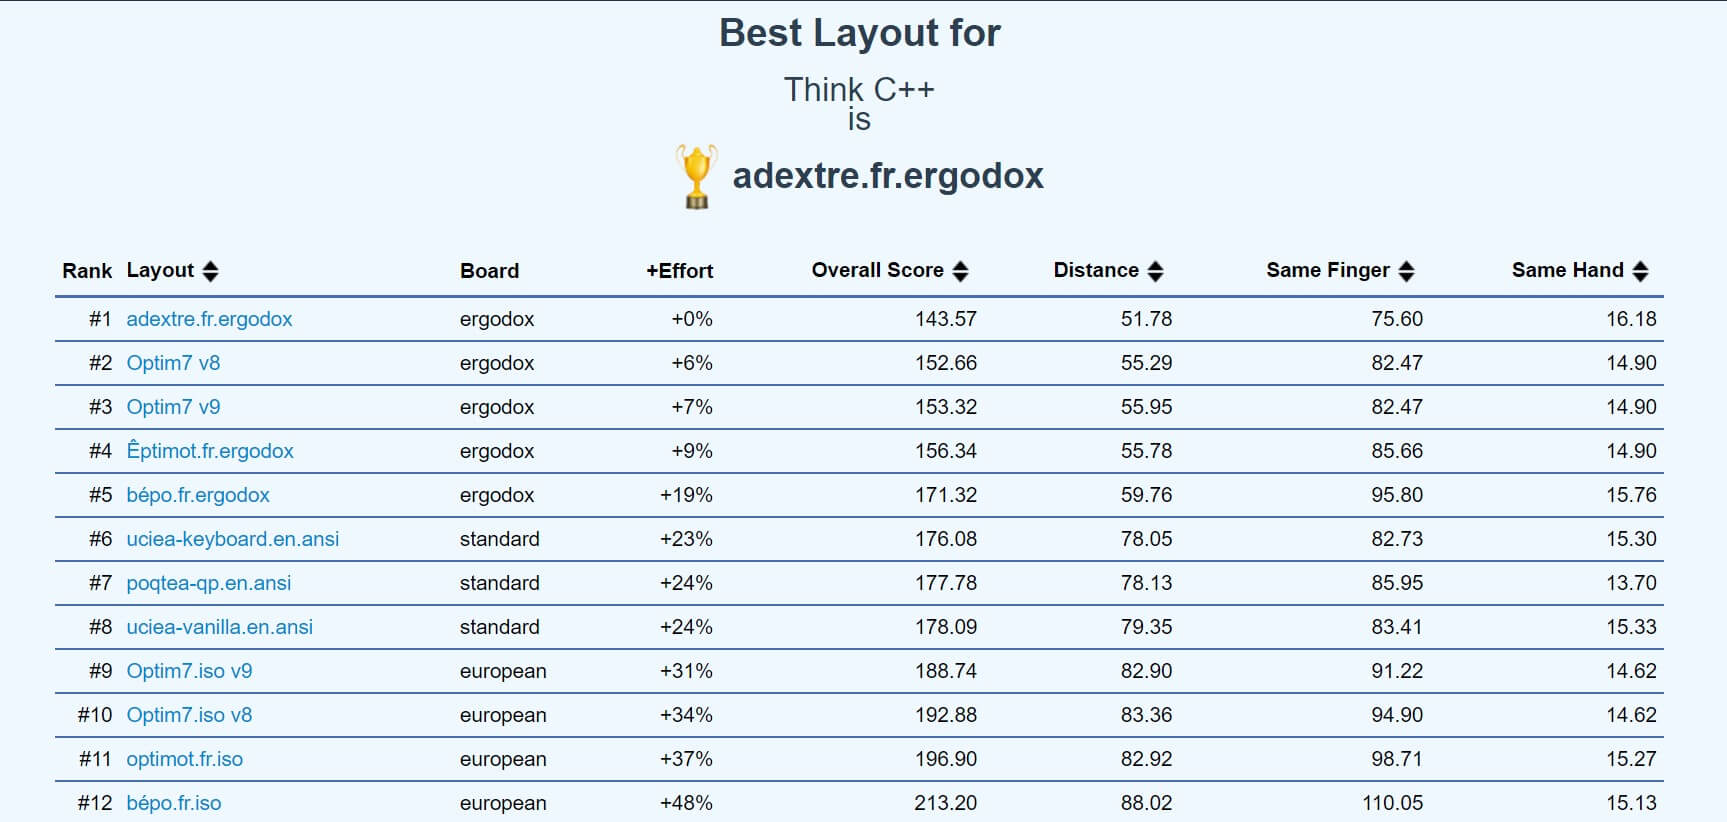 Best Layout for
Think C++
is
adextre.fr.ergodox
Rank Layout Board +Effort Overall Score Distance Same Finger Same Hand
#1 adextre.fr.ergodox ergodox +0% 143.57 51.78 75.60 16.18
#2 Optim7 v8 ergodox +6% 152.66 55.29 82.47 14.90
#3 Optim7 v9 ergodox +7% 153.32 55.95 82.47 14.90
#4 Êptimot.fr.ergodox ergodox +9% 156.34 55.78 85.66 14.90
#5 bépo.fr.ergodox ergodox +19% 171.32 59.76 95.80 15.76
#6 uciea-keyboard.en.ansi standard +23% 176.08 78.05 82.73 15.30
#7 poqtea-qp.en.ansi standard +24% 177.78 78.13 85.95 13.70
#8 uciea-vanilla.en.ansi standard +24% 178.09 79.35 83.41 15.33
#9 Optim7.iso v9 european +31% 188.74 82.90 91.22 14.62
#10 Optim7.iso v8 european +34% 192.88 83.36 94.90 14.62
#11 optimot.fr.iso european +37% 196.90 82.92 98.71 15.27
#12 bépo.fr.iso european +48% 213.20 88.02 110.05 15.13